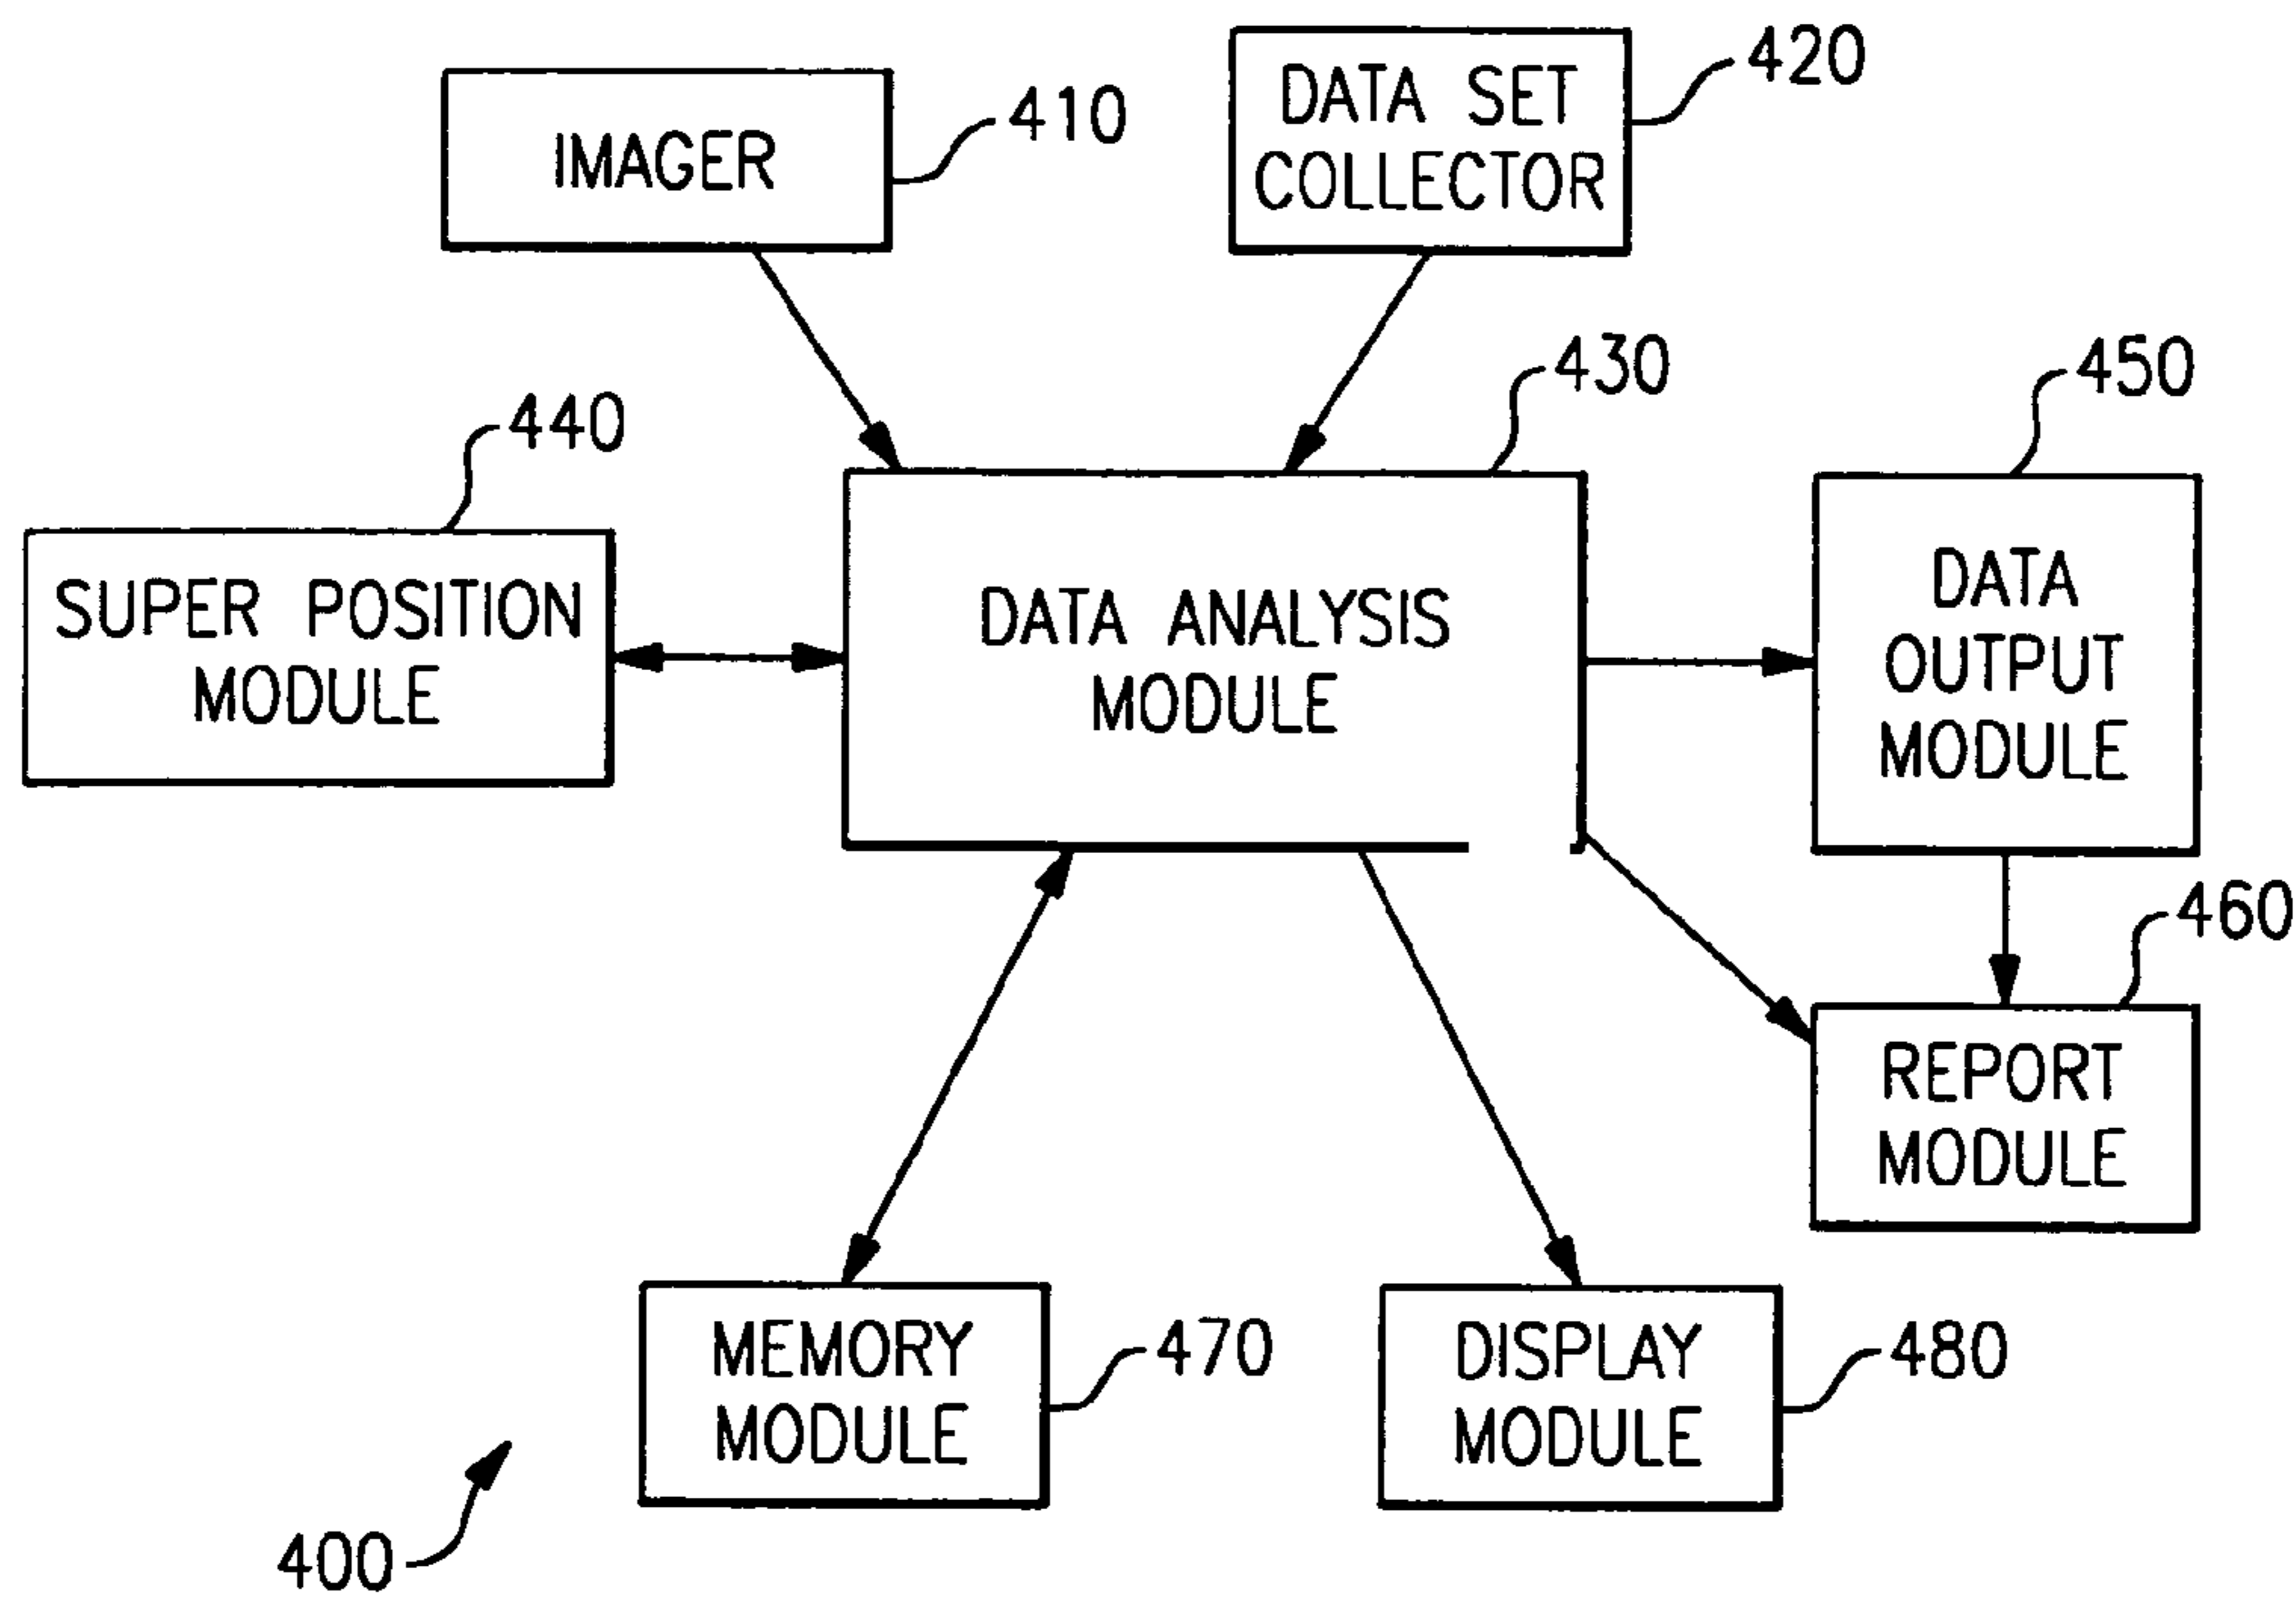 420
DATA SET
COLLECTOR
410
IMAGER
430
450
440
SUPER POSITION
MODULE
DATA ANALYSIS
MODULE
DATA
OUTPUT
MODULE
460
REPORT
MODULE
MEMORY
MODULE
470
DISPLAY
MODULE
480
400